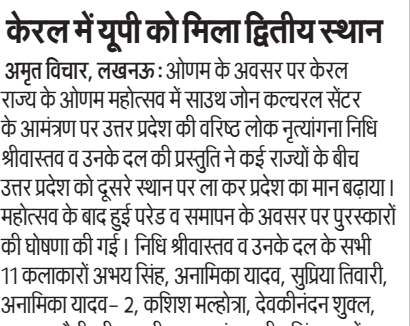 केरल में यूपी को मिला द्वितीय स्थान
अमृत विचार, लखनऊ : ओणम के अवसर पर केरल
राज्य के ओणम महोत्सव में साउथ जोन कल्चरल सेंटर
के आमंत्रण पर उत्तर प्रदेश की वरिष्ठ लोक नृत्यांगना निधि
श्रीवास्तव व उनके दल की प्रस्तुति ने कई राज्यों के बीच
उत्तर प्रदेश को दूसरे स्थान पर ला कर प्रदेश का मान बढ़ाया।
महोत्सव के बाद हुई परेड व समापन के अवसर पर पुरस्कारों
की घोषणा की गई। निधि श्रीवास्तव व उनके दल के सभी
11 कलाकारों अभय सिंह, अनामिका यादव, सुप्रिया तिवारी,
अनामिका यादव- 2, कशिश मल्होत्रा, देवकीनंदन शुक्ल,